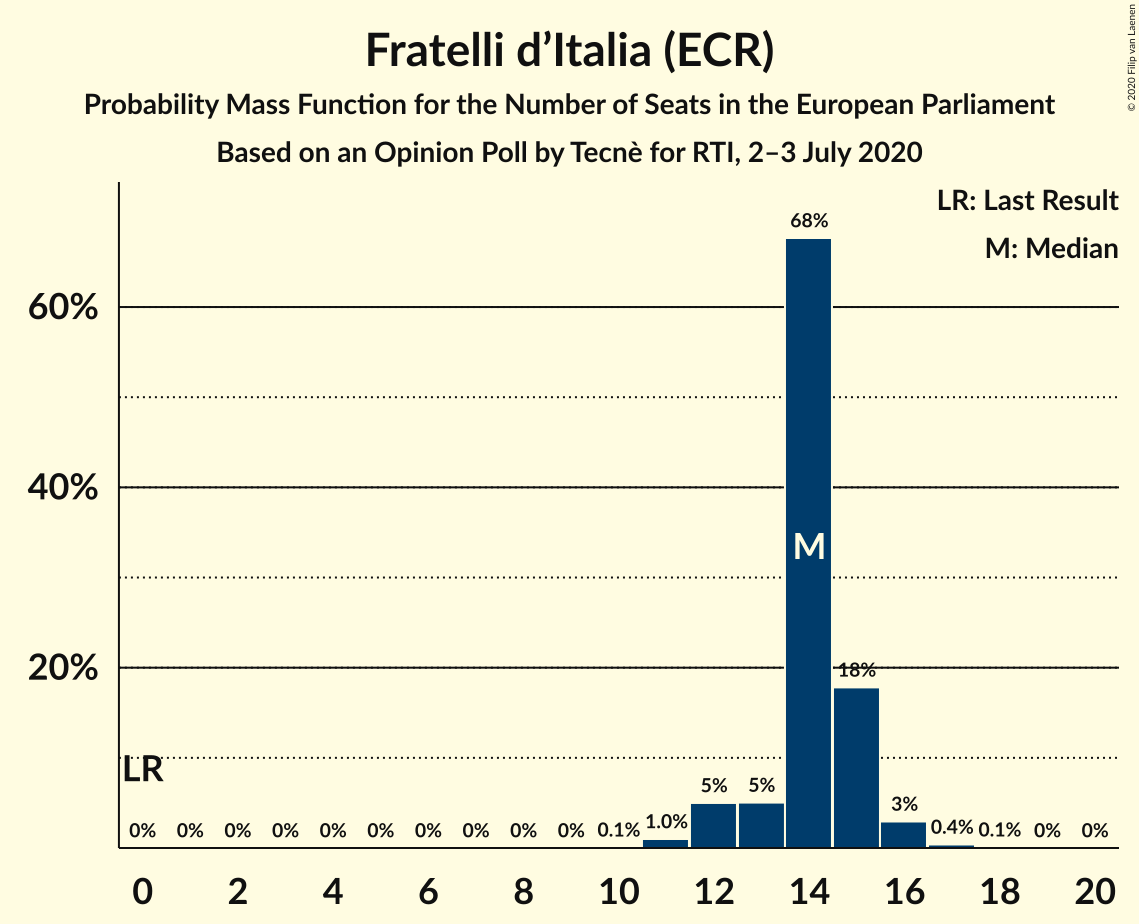 Fratelli d’Italia (ECR)
Probability Mass Function for the Number of Seats in the European Parliament
Based on an Opinion Poll by Tecnè for RTI, 2–3 July 2020
© 2020 Filip van Laenen
LR: Last Result
M: Median
68%
60%
40%
M
20%
18%
LR
0% 0% 0% 0% 0% 0% 0% 0% 0% 0% 0.1% 1.0% 5% 5% 3% 0.4% 0.1% 0% 0%
0 2 4 6 8 10 12 14 16 18 20